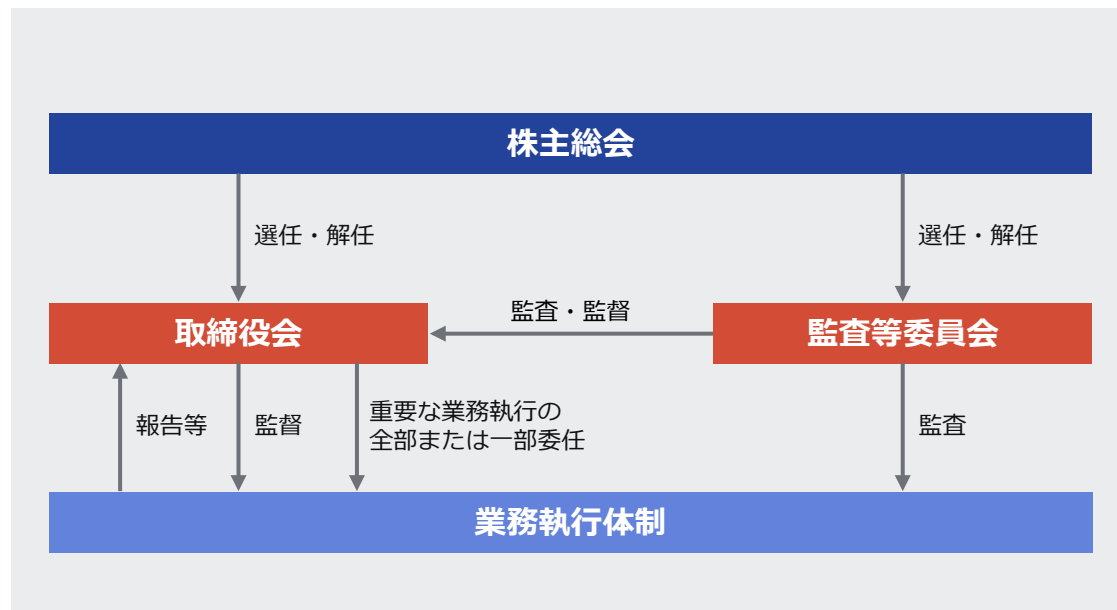 株主総会
選任・解任
選任・解任
監査・監督
取締役会
監査等委員会
報告等
監督
重要な業務執行の
全部または一部委任
監査
業務執行体制